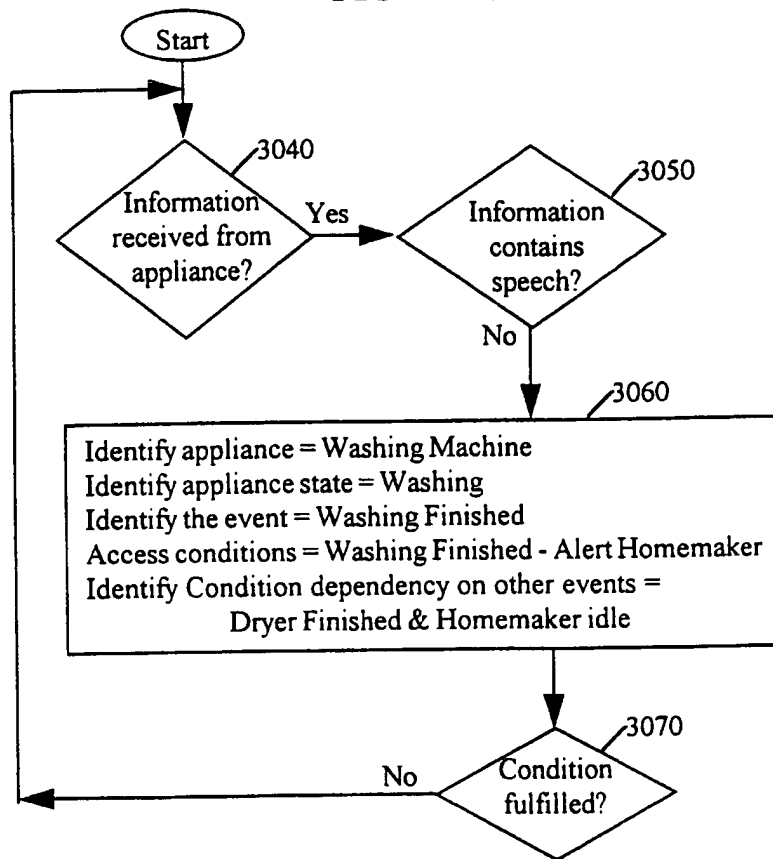 Start
3040
Information
received from
appliance?
Yes
3050
Information
contains
speech?
No
3060
Identify appliance = Washing Machine
Identify appliance state = Washing
Identify the event = Washing Finished
Access conditions = Washing Finished - Alert Homemaker
Identify Condition dependency on other events =
Dryer Finished & Homemaker idle
3070
Condition
fulfilled?
No